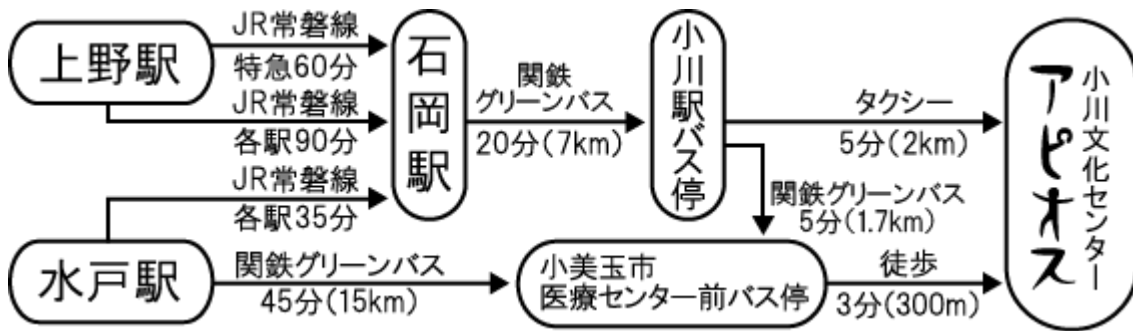 上野駅
JR常磐線
特急60分
JR常磐線
各駅90分
JR常磐線
各駅35分
水戸駅
関鉄グリーンバス
45分(15km)
石岡駅
関鉄
グリーンバス
20分(7km)
小川駅バス停
タクシー
5分(2km)
関鉄グリーンバス
5分(1.7km)
小美玉市
医療センター前バス停
徒歩
3分(300m)
小川文化センター
アピオス